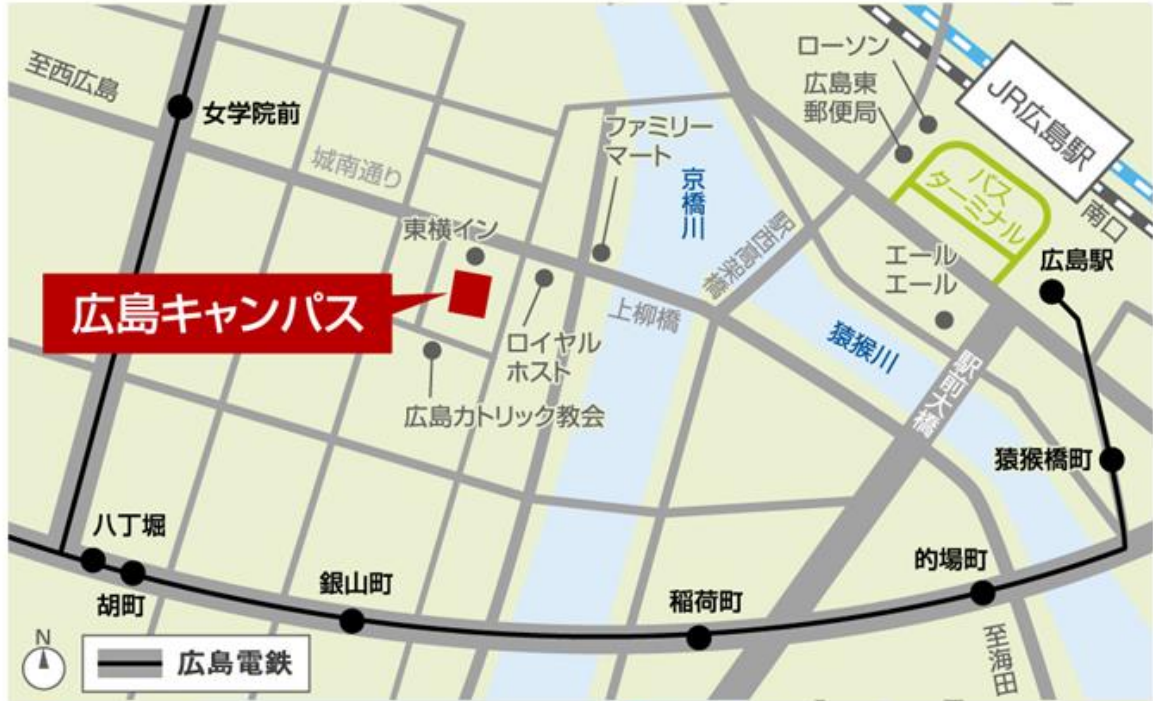 至西広島
女学院前
城南通り
ファミリー
マート
京橋川
駅西高架橋
ローソン
広島東
郵便局
JR広島駅
南口
バス
ターミナル
広島駅
エール
エール
東横イン
広島キャンパス
ロイヤル
ホスト
上柳橋
猿猴川
駅前大橋
広島カトリック教会
猿猴橋町
八丁堀
胡町
銀山町
稲荷町
的場町
至海田
N
広島電鉄